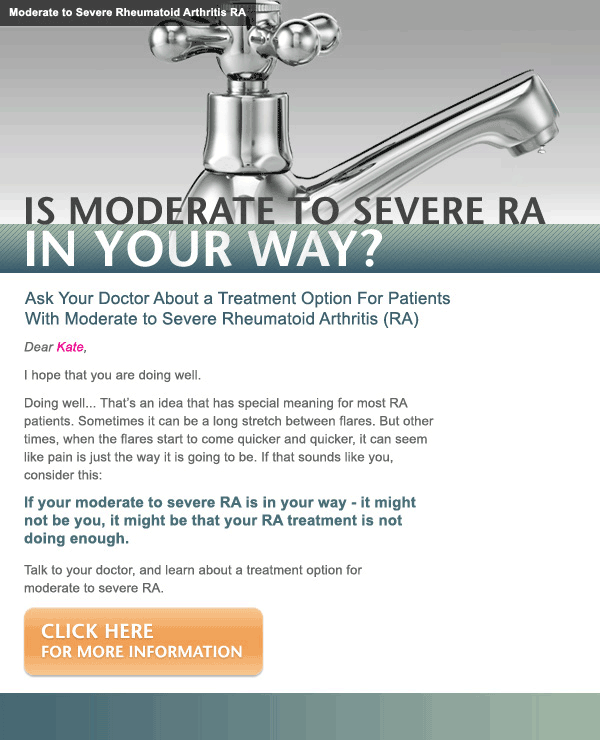 Moderate to Severe Rheumatoid Arthritis RA
IS MODERATE TO SEVERE RA
IN YOUR WAY?
Ask Your Doctor About a Treatment Option For Patients
With Moderate to Severe Rheumatoid Arthritis (RA)
Dear Kate,
I hope that you are doing well.
Doing well... That's an idea that has special meaning for most RA
patients. Sometimes it can be a long stretch between flares. But other
times, when the flares start to come quicker and quicker, it can seem
like pain is just the way it is going to be. If that sounds like you,
consider this:
If your moderate to severe RA is in your way - it might
not be you, it might be that your RA treatment is not
doing enough.
Talk to your doctor, and learn about a treatment option for
moderate to severe RA.
CLICK HERE
FOR MORE INFORMATION